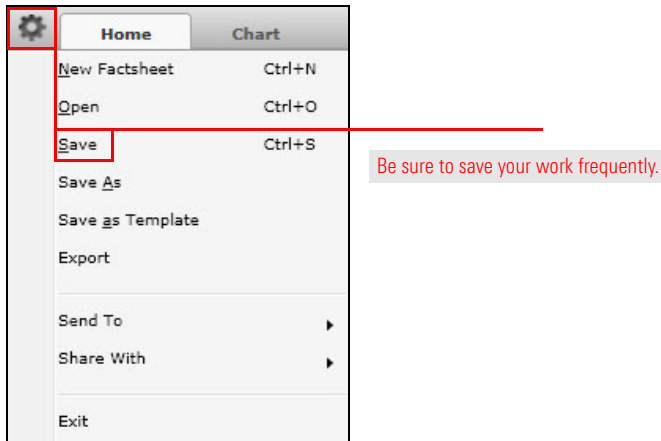 Home Chart
New Factsheet Ctrl+N
Open Ctrl+O
Save Ctrl+S
Be sure to save your work frequently.
Save As
Save as Template
Export
Send To
Share With
Exit